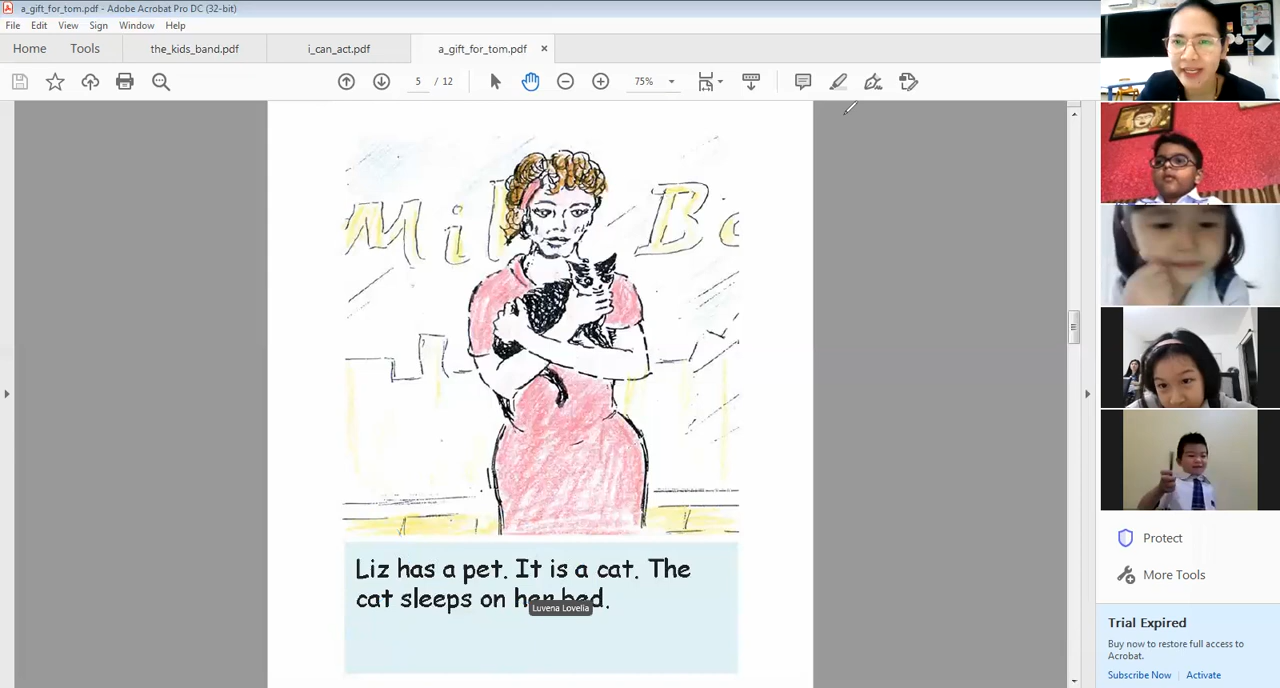 a_gift_for_tom.pdf - Adobe Acrobat Pro DC (32-bit)
File Edit View Sign Window Help
Home Tools the_kids_band.pdf i_can_act.pdf a_gift_for_tom.pdf ×
5 / 12 75%
Mil Bo
Liz has a pet. It is a cat. The
cat sleeps on her bed.
Luvena Lovelia
Protect
More Tools
Trial Expired
Buy now to restore full access to
Acrobat.
Subscribe Now | Activate